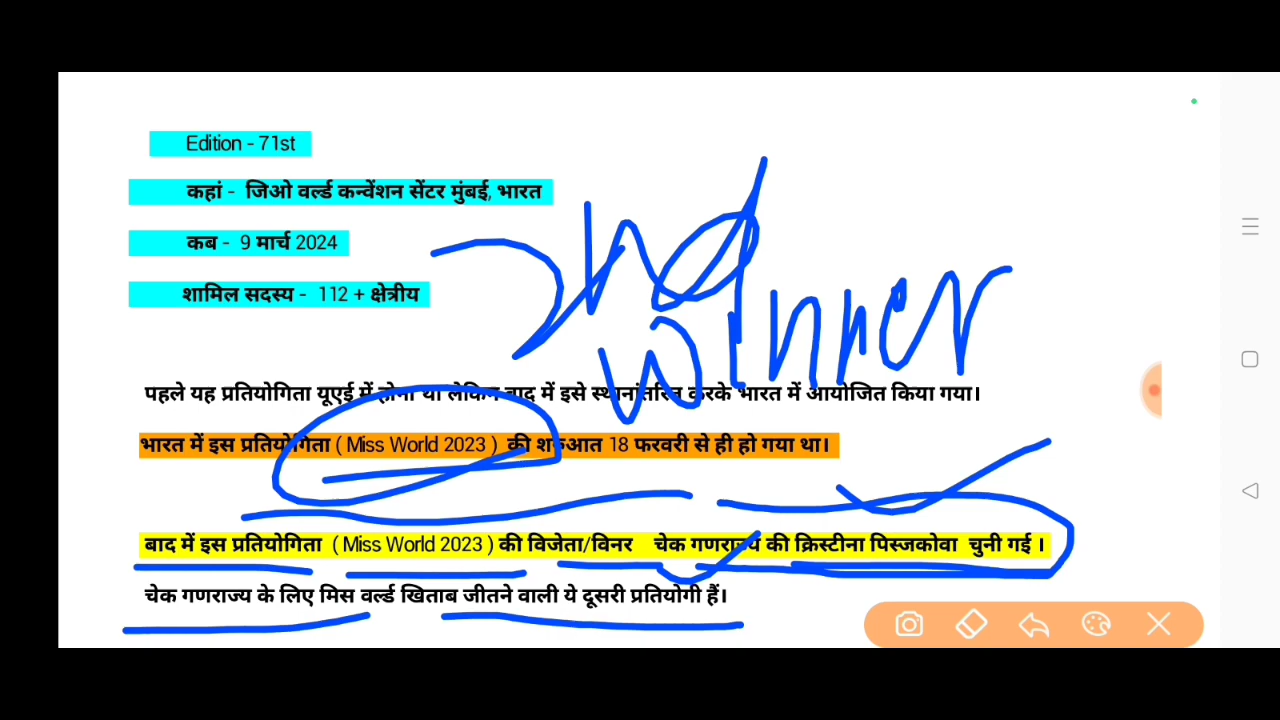 Edition - 71st
कहां - जिओ वर्ल्ड कन्वेंशन सेंटर मुंबई, भारत
कब - 9 मार्च 2024
शामिल सदस्य - 112 + क्षेत्रीय
2nd
winner
पहले यह प्रतियोगिता यूएई में होना था लेकिन बाद में इसे स्थानांतरित करके भारत में आयोजित किया गया।
भारत में इस प्रतियोगिता ( Miss World 2023 ) की शुरुआत 18 फरवरी से ही हो गया था।
बाद में इस प्रतियोगिता ( Miss World 2023 ) की विजेता/विनर चेक गणराज्य की क्रिस्टीना पिस्जकोवा चुनी गई ।
चेक गणराज्य के लिए मिस वर्ल्ड खिताब जीतने वाली ये दूसरी प्रतियोगी हैं।